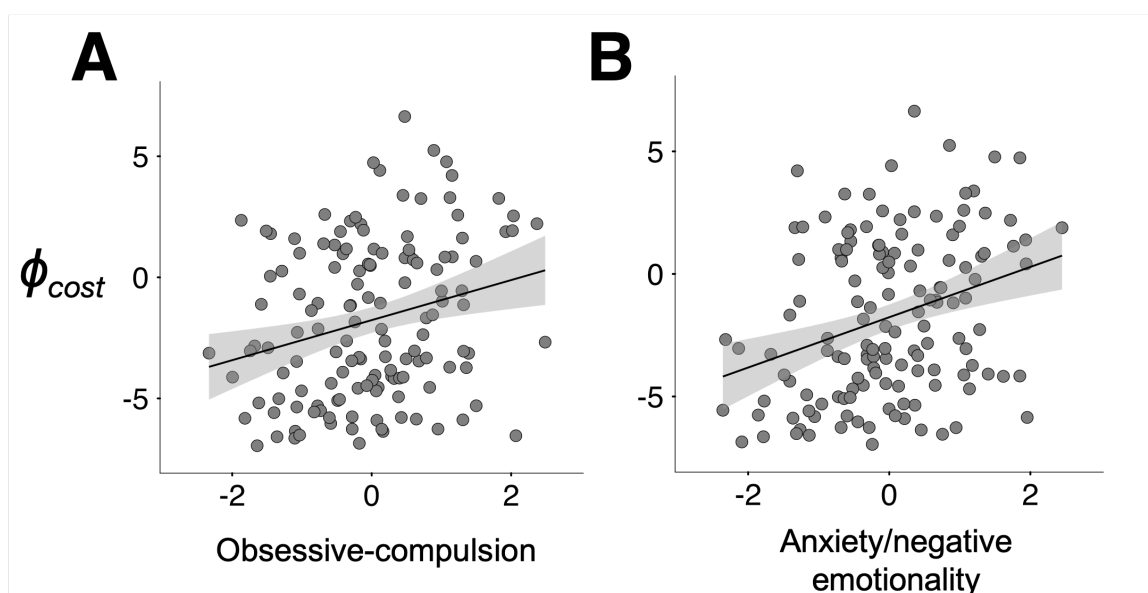 A
B
ϕcost
5
0
-5
-2
0
2
Obsessive-compulsion
5
0
-5
-2
0
2
Anxiety/negative
emotionality